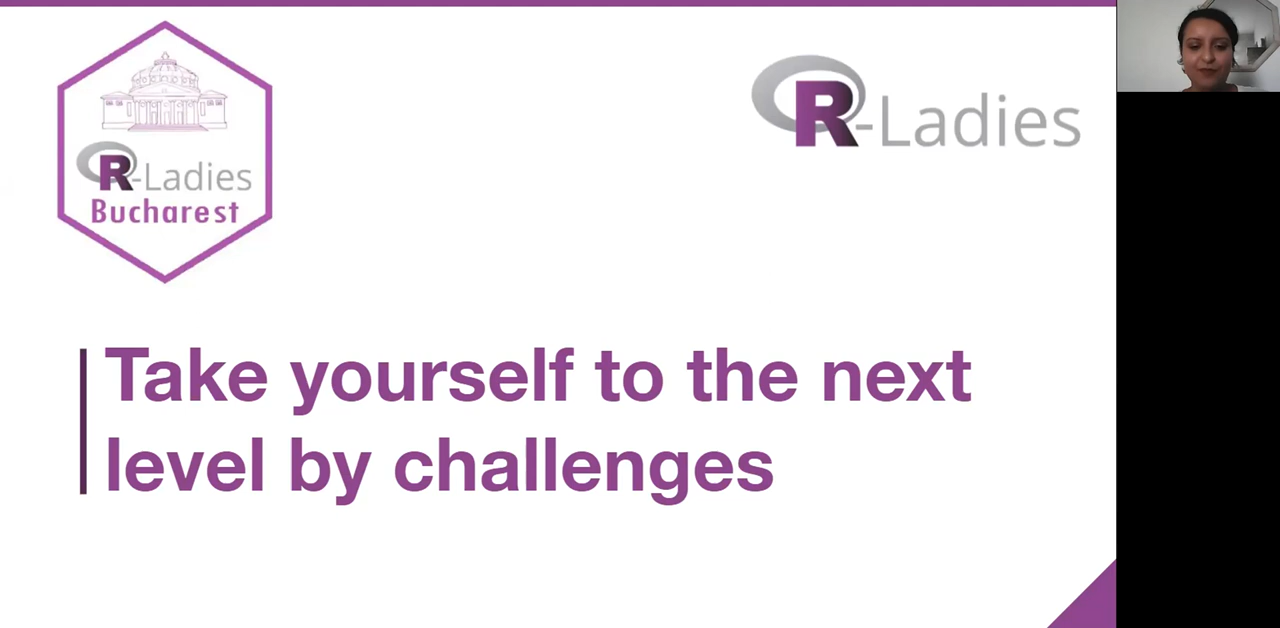 R-Ladies
Bucharest
R-Ladies
Take yourself to the next
level by challenges